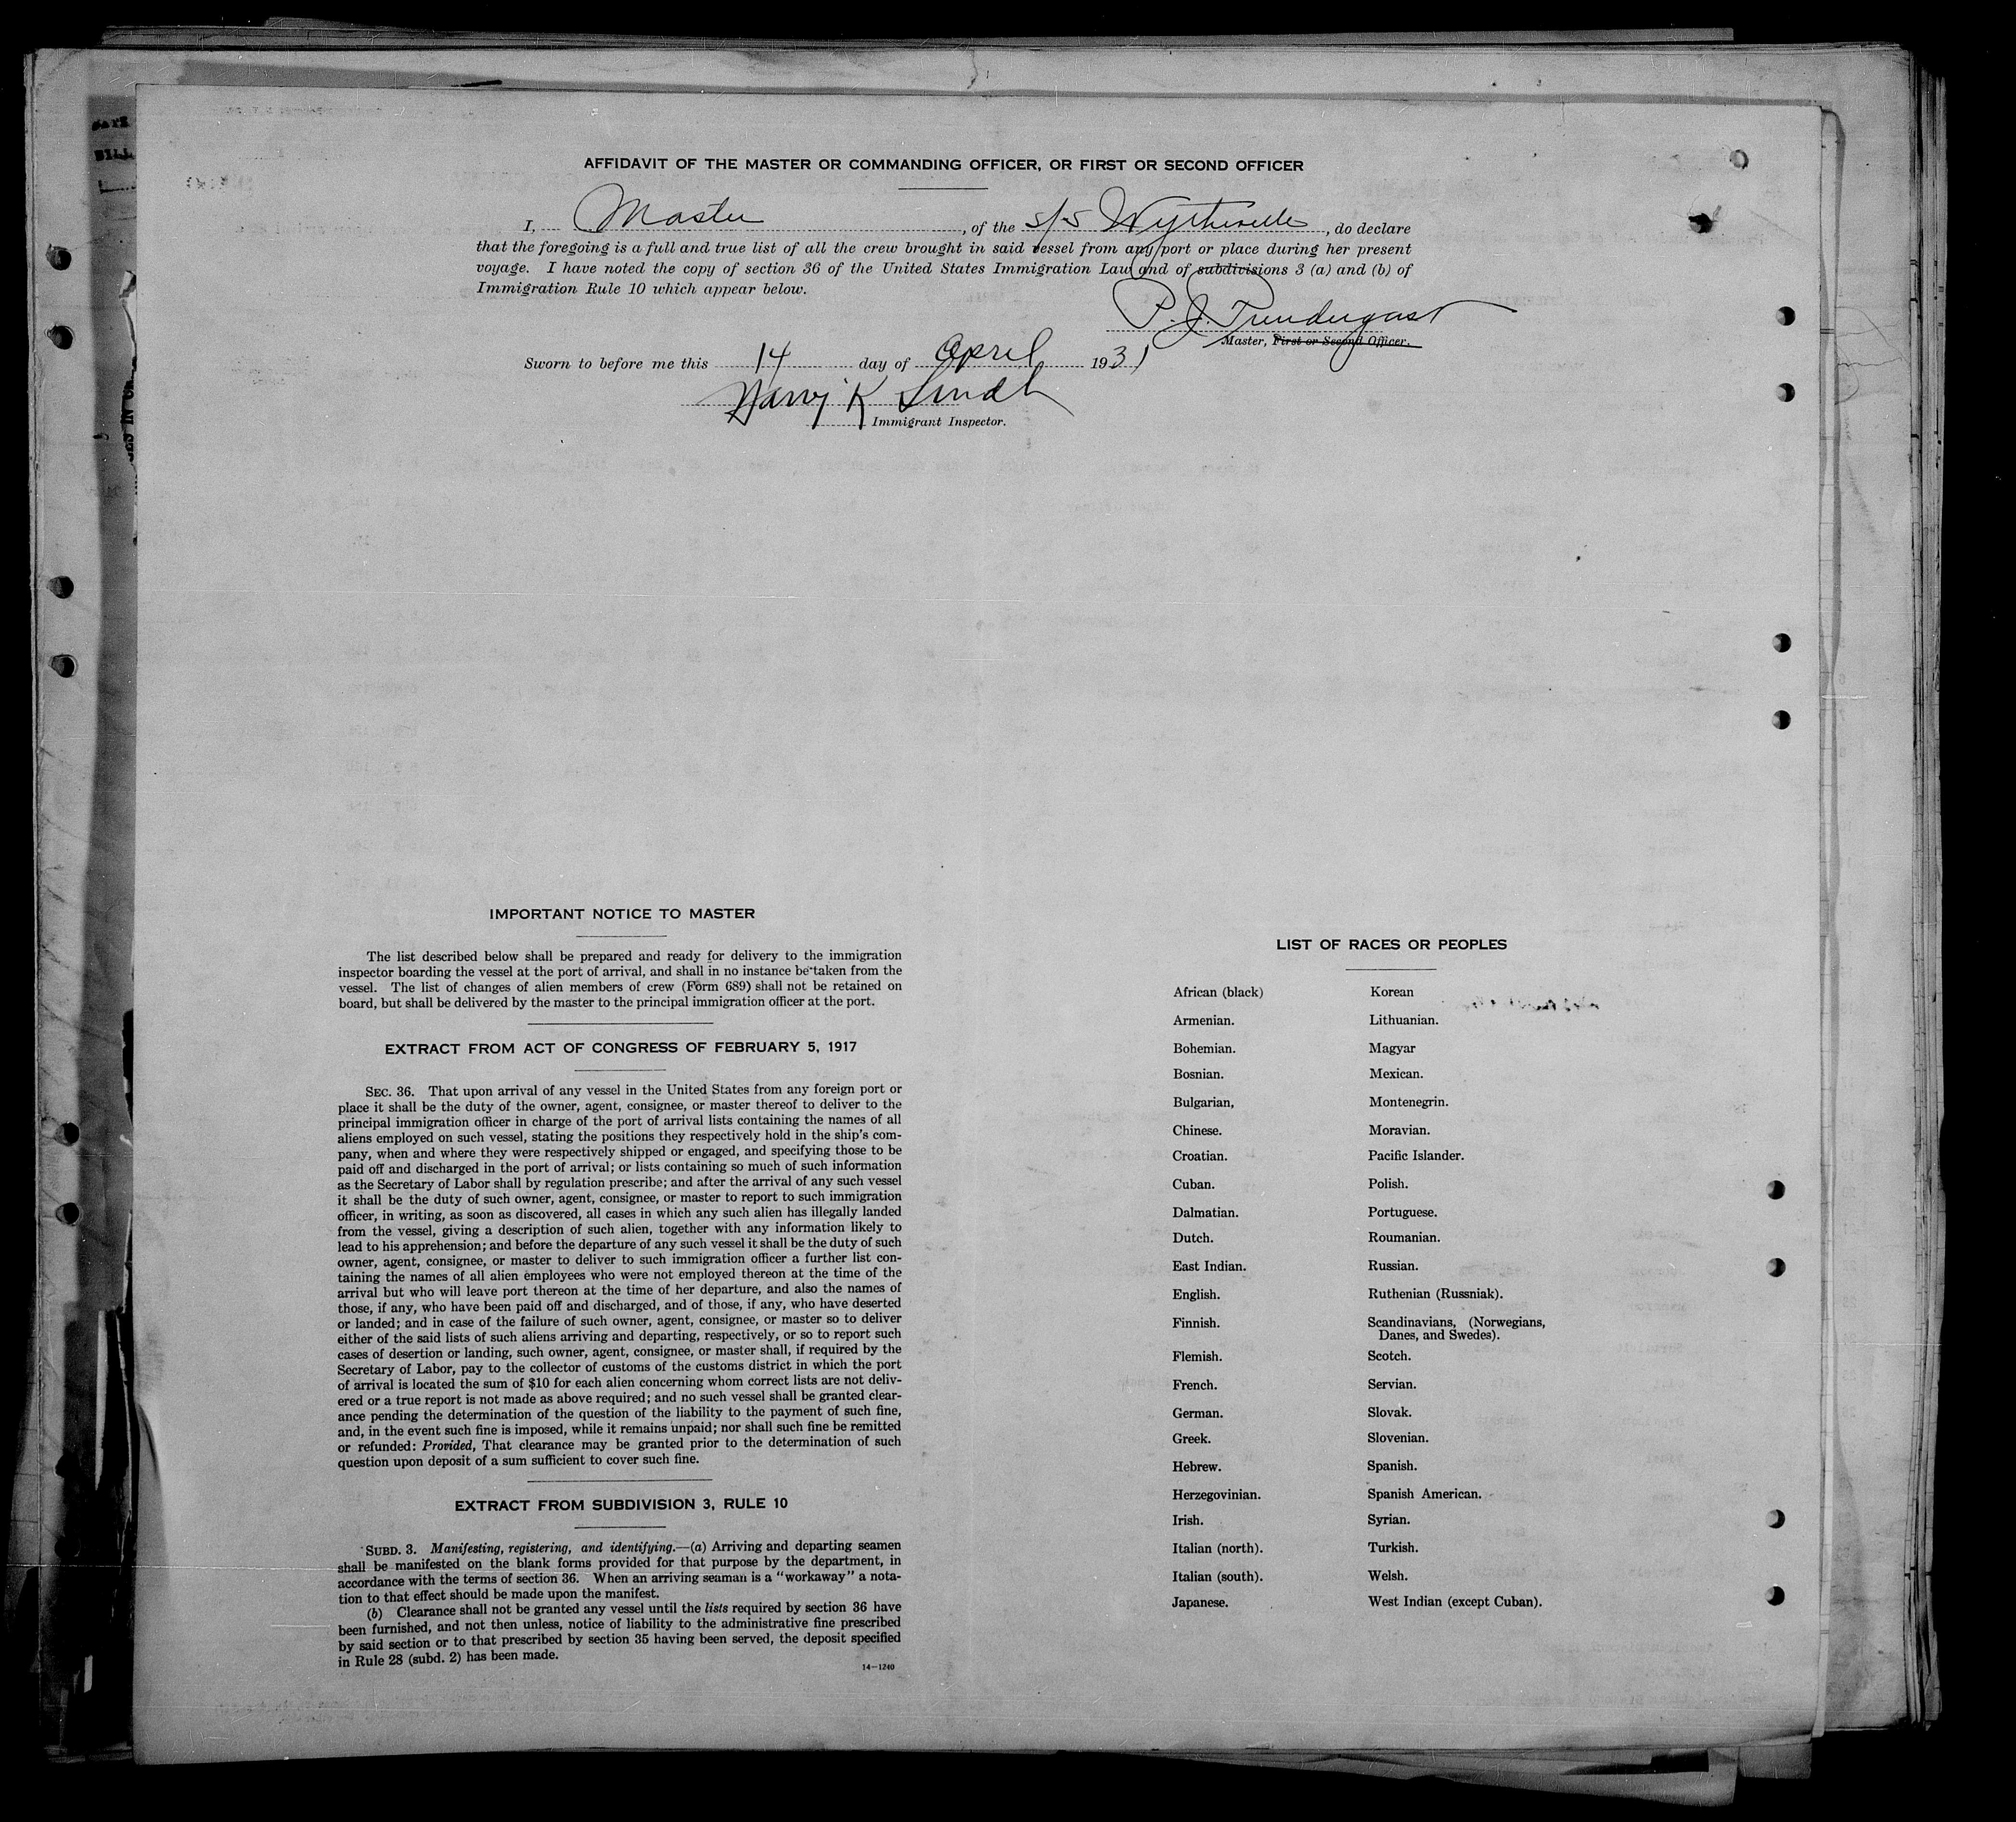 AFFIDAVIT OF THE MASTER OR COMMANDING OFFICER, OR FIRST OR SECOND OFFICER
I, Master, of the S/S Wytheville, do declare
that the foregoing is a full and true list of all the crew brought in said vessel from any port or place during her present
voyage. I have noted the copy of section 36 of the United States Immigration Law and of subdivisions 3 (a) and (b) of
Immigration Rule 10 which appear below.
P. J. Prendergast
Master, First or Second Officer.
Sworn to before me this 14 day of April 1931
Harry K
Immigrant Inspector.
IMPORTANT NOTICE TO MASTER
The list described below shall be prepared and ready for delivery to the immigration
inspector boarding the vessel at the port of arrival, and shall in no instance be taken from the
vessel. The list of changes of alien members of crew (Form 689) shall not be retained on
board, but shall be delivered by the master to the principal immigration officer at the port.
EXTRACT FROM ACT OF CONGRESS OF FEBRUARY 5, 1917
SEC. 36. That upon arrival of any vessel in the United States from any foreign port or
place it shall be the duty of the owner, agent, consignee, or master thereof to deliver to the
principal immigration officer in charge of the port of arrival lists containing the names of all
aliens employed on such vessel, stating the positions they respectively hold in the ship's com-
pany, when and where they were respectively shipped or engaged, and specifying those to be
paid off and discharged in the port of arrival; or lists containing so much of such information
as the Secretary of Labor shall by regulation prescribe; and after the arrival of any such vessel
it shall be the duty of such owner, agent, consignee, or master to report to such immigration
officer, in writing, as soon as discovered, all cases in which any such alien has illegally landed
from the vessel, giving a description of such alien, together with any information likely to
lead to his apprehension; and before the departure of any such vessel it shall be the duty of such
owner, agent, consignee, or master to deliver to such immigration officer a further list con-
taining the names of all alien employees who were not employed thereon at the time of the
arrival but who will leave port thereon at the time of her departure, and also the names of
those, if any, who have been paid off and discharged, and of those, if any, who have deserted
or landed; and in case of the failure of such owner, agent, consignee, or master so to deliver
either of the said lists of such aliens arriving and departing, respectively, or so to report such
cases of desertion or landing, such owner, agent, consignee, or master shall, if required by the
Secretary of Labor, pay to the collector of customs of the customs district in which the port
of arrival is located the sum of $10 for each alien concerning whom correct lists are not deliv-
ered or a true report is not made as above required; and no such vessel shall be granted clear-
ance pending the determination of the question of the liability to the payment of such fine,
and, in the event such fine is imposed, while it remains unpaid; nor shall such fine be remitted
or refunded: Provided, That clearance may be granted prior to the determination of such
question upon deposit of a sum sufficient to cover such fine.
EXTRACT FROM SUBDIVISION 3, RULE 10
SUBD. 3. Manifesting, registering, and identifying.—(a) Arriving and departing seamen
shall be manifested on the blank forms provided for that purpose by the department, in
accordance with the terms of section 36. When an arriving seaman is a "workaway" a nota-
tion to that effect should be made upon the manifest.
(b) Clearance shall not be granted any vessel until the lists required by section 36 have
been furnished, and not then unless, notice of liability to the administrative fine prescribed
by said section or to that prescribed by section 35 having been served, the deposit specified
in Rule 28 (subd. 2) has been made.
14—1240
LIST OF RACES OR PEOPLES
African (black) Korean
Armenian. Lithuanian.
Bohemian. Magyar
Bosnian. Mexican.
Bulgarian, Montenegrin.
Chinese. Moravian.
Croatian. Pacific Islander.
Cuban. Polish.
Dalmatian. Portuguese.
Dutch. Roumanian.
East Indian. Russian.
English. Ruthenian (Russniak).
Finnish. Scandinavians, (Norwegians,
Danes, and Swedes).
Flemish. Scotch.
French. Servian.
German. Slovak.
Greek. Slovenian.
Hebrew. Spanish.
Herzegovinian. Spanish American.
Irish. Syrian.
Italian (north). Turkish.
Italian (south). Welsh.
Japanese. West Indian (except Cuban).